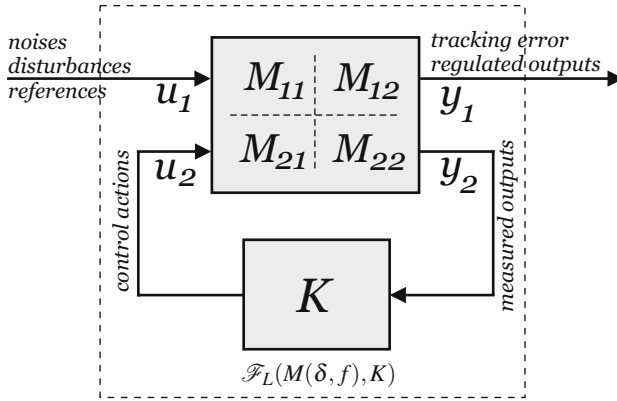 noises
disturbances
references
tracking error
regulated outputs
u₁
M₁₁
M₁₂
y₁
u₂
M₂₁
M₂₂
y₂
control actions
measured outputs
K
ℱ_L(M(δ, f), K)